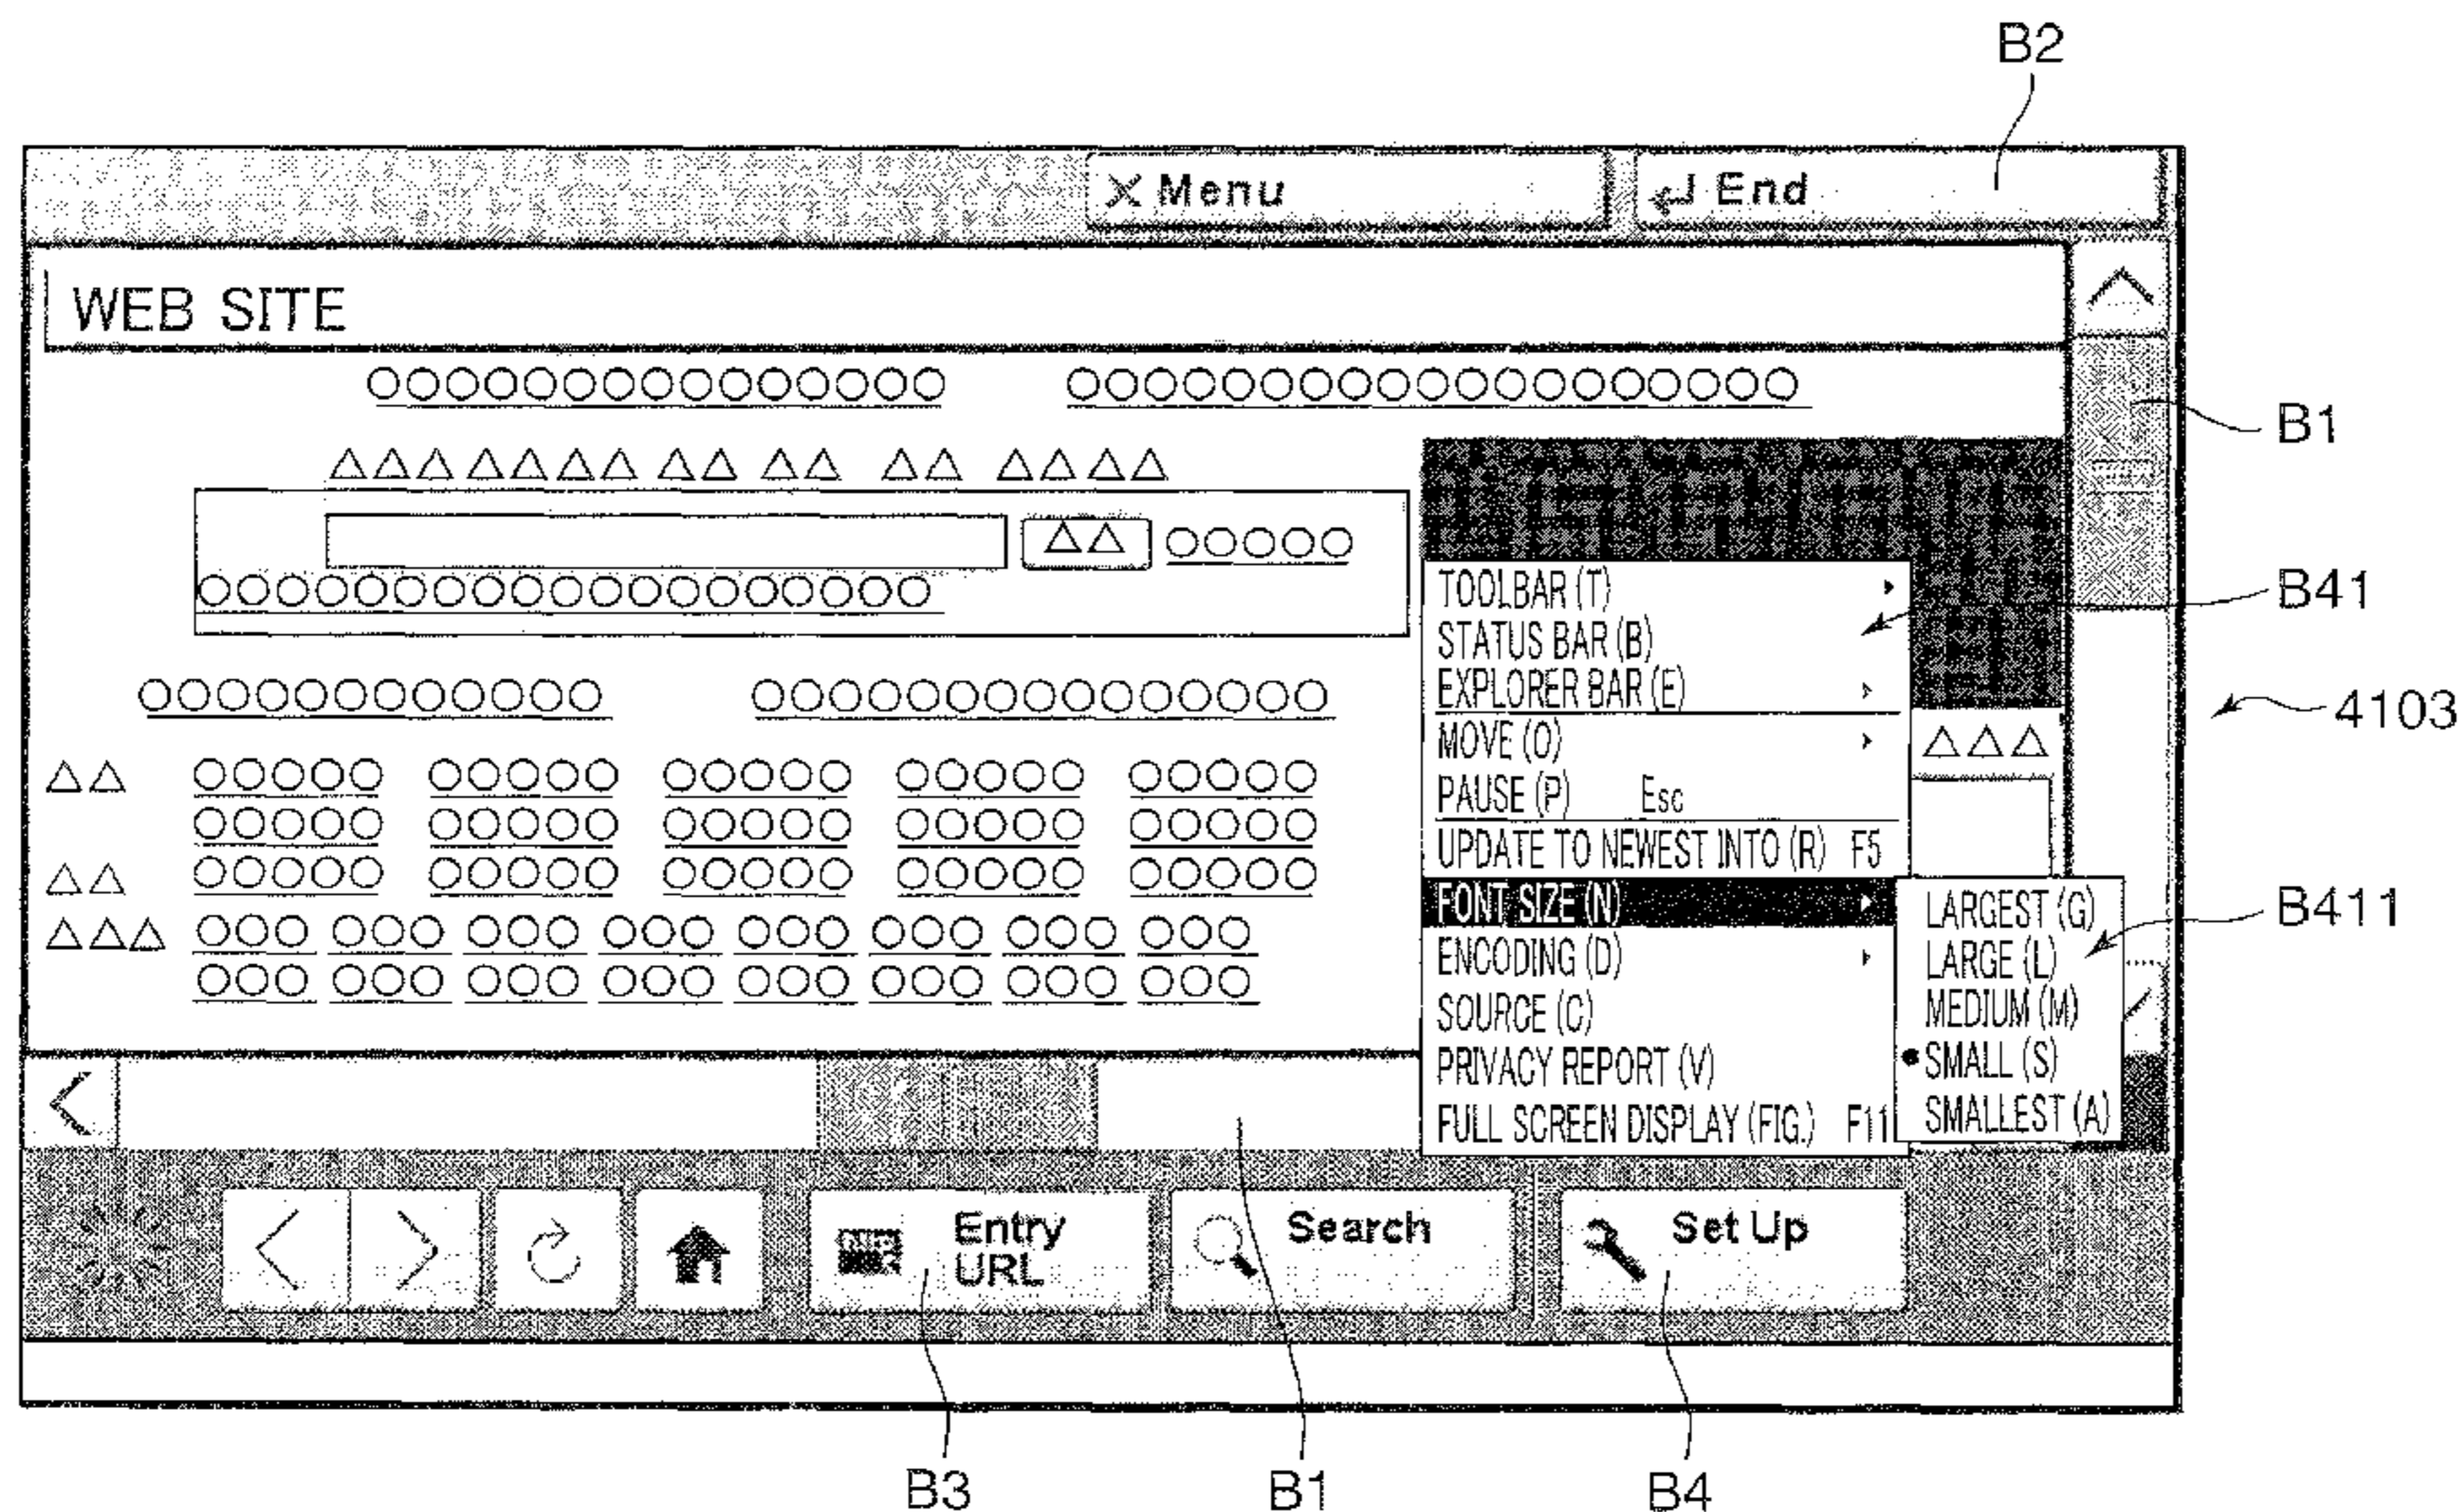 B2
Menu
End
WEB SITE
B1
TOOLBAR (T)
B41
STATUS BAR (B)
EXPLORER BAR (E)
4103
MOVE (O)
PAUSE (P) Esc
UPDATE TO NEWEST INTO (R) F5
FONT SIZE (N)
LARGEST (G)
B411
ENCODING (D)
LARGE (L)
SOURCE (C)
MEDIUM (M)
PRIVACY REPORT (V)
SMALL (S)
FULL SCREEN DISPLAY (FIG.) F11
SMALLEST (A)
Entry
URL
Search
Set Up
B3
B1
B4